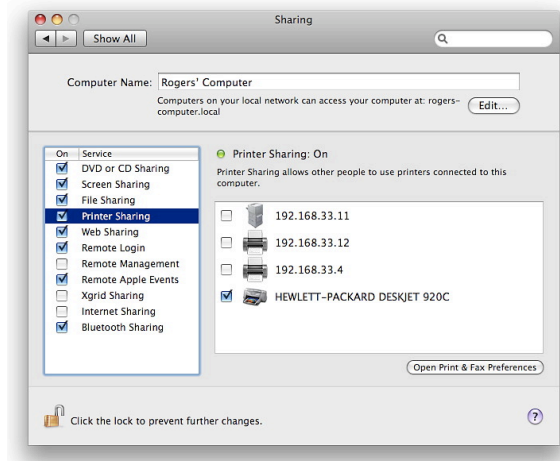 Sharing
Show All
Computer Name: Rogers' Computer
Computers on your local network can access your computer at: rogers-
computer.local
Edit...
On Service
DVD or CD Sharing
Screen Sharing
File Sharing
Printer Sharing
Web Sharing
Remote Login
Remote Management
Remote Apple Events
Xgrid Sharing
Internet Sharing
Bluetooth Sharing
Printer Sharing: On
Printer Sharing allows other people to use printers connected to this
computer.
192.168.33.11
192.168.33.12
192.168.33.4
HEWLETT-PACKARD DESKJET 920C
Open Print & Fax Preferences
Click the lock to prevent further changes.
?